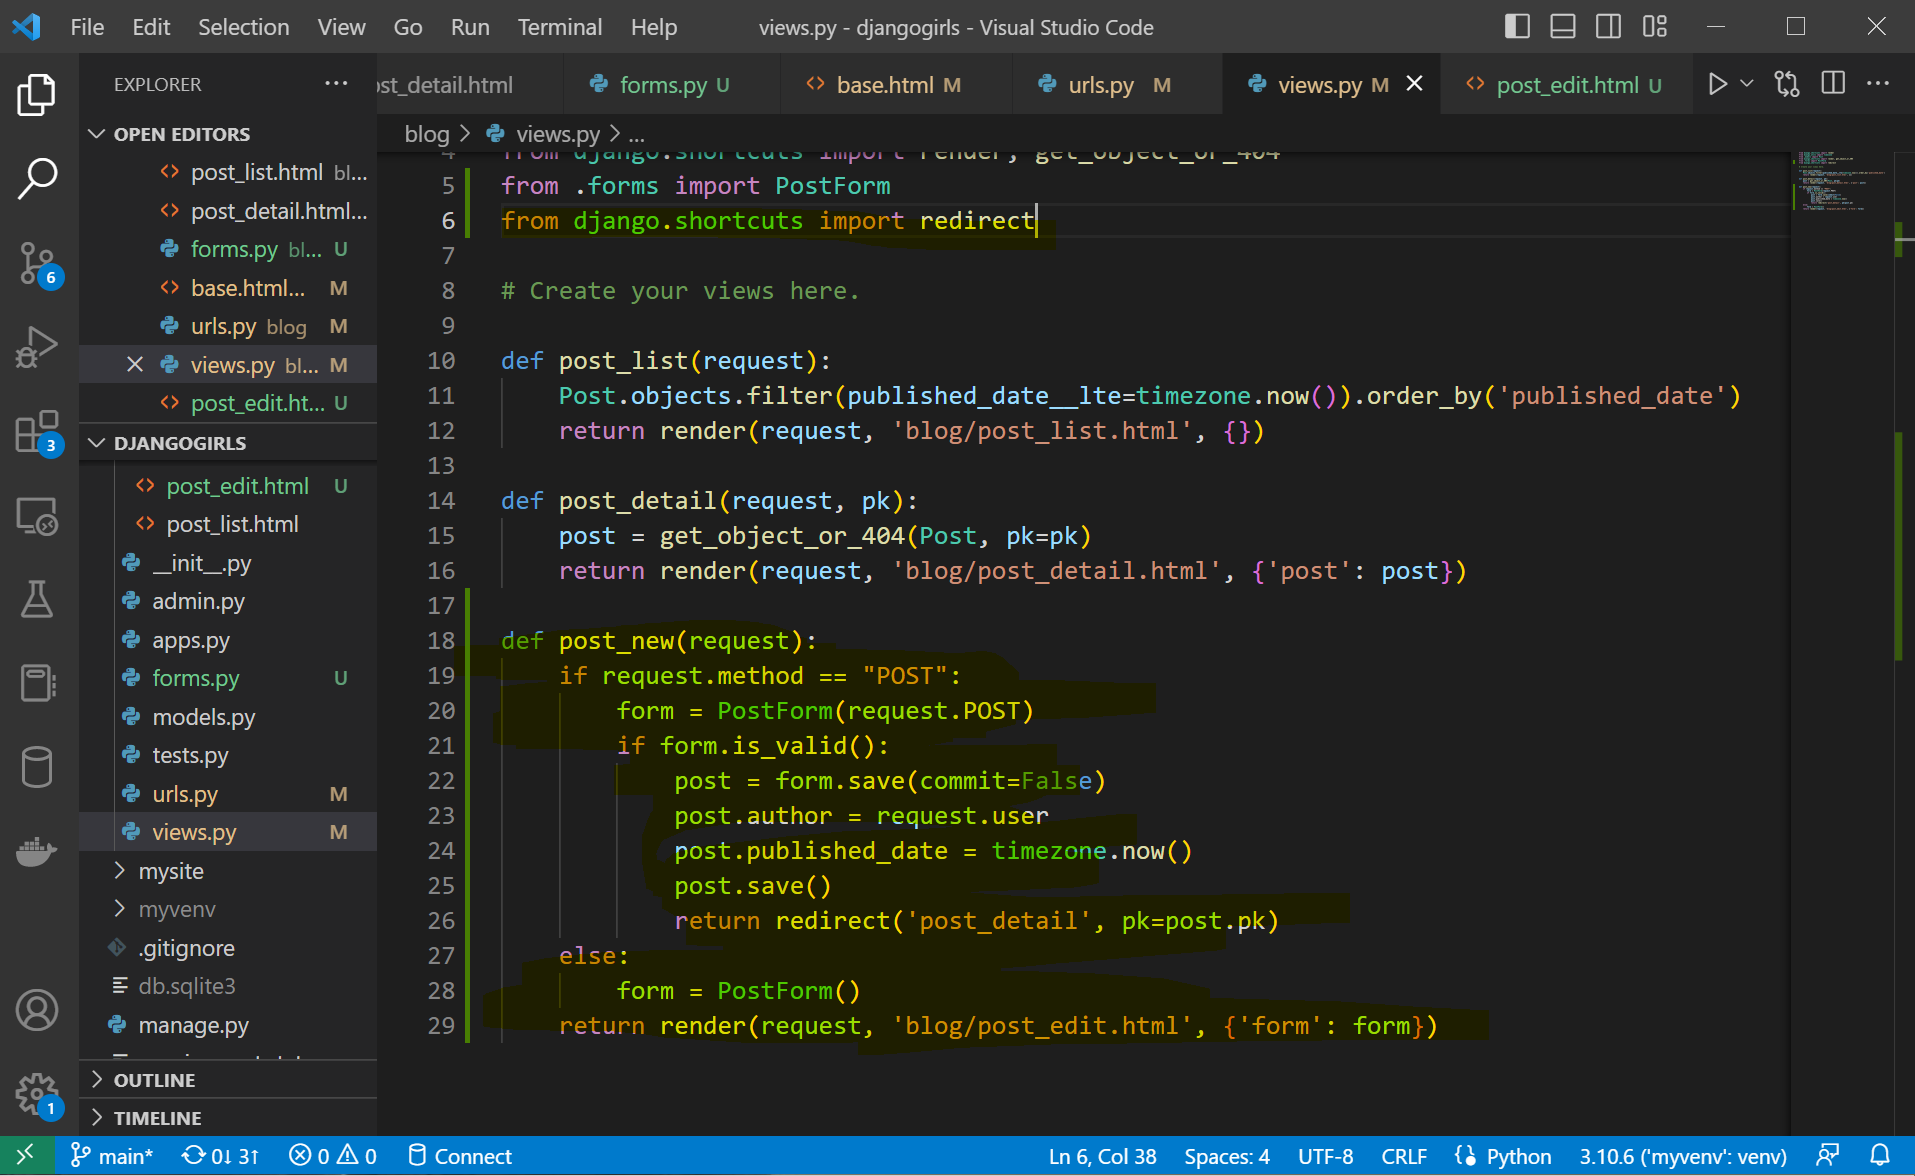 File Edit Selection View Go Run Terminal Help
views.py - djangogirls - Visual Studio Code
EXPLORER
OPEN EDITORS
post_list.html bl...
post_detail.html...
forms.py bl... U
base.html... M
urls.py blog M
views.py bl... M
post_edit.ht... U
DJANGOGIRLS
post_edit.html U
post_list.html
__init__.py
admin.py
apps.py
forms.py U
models.py
tests.py
urls.py M
views.py M
mysite
myvenv
.gitignore
db.sqlite3
manage.py
OUTLINE
TIMELINE
6
3
1
ost_detail.html forms.py U base.html M urls.py M views.py M post_edit.html U
blog > views.py > ...
4 from django.shortcuts import render, get_object_or_404
5 from .forms import PostForm
6 from django.shortcuts import redirect
7
8 # Create your views here.
9
10 def post_list(request):
11 Post.objects.filter(published_date__lte=timezone.now()).order_by('published_date')
12 return render(request, 'blog/post_list.html', {})
13
14 def post_detail(request, pk):
15 post = get_object_or_404(Post, pk=pk)
16 return render(request, 'blog/post_detail.html', {'post': post})
17
18 def post_new(request):
19 if request.method == "POST":
20 form = PostForm(request.POST)
21 if form.is_valid():
22 post = form.save(commit=False)
23 post.author = request.user
24 post.published_date = timezone.now()
25 post.save()
26 return redirect('post_detail', pk=post.pk)
27 else:
28 form = PostForm()
29 return render(request, 'blog/post_edit.html', {'form': form})
main* 0↓ 3↑ 0 0 Connect Ln 6, Col 38 Spaces: 4 UTF-8 CRLF Python 3.10.6 ('myvenv': venv)